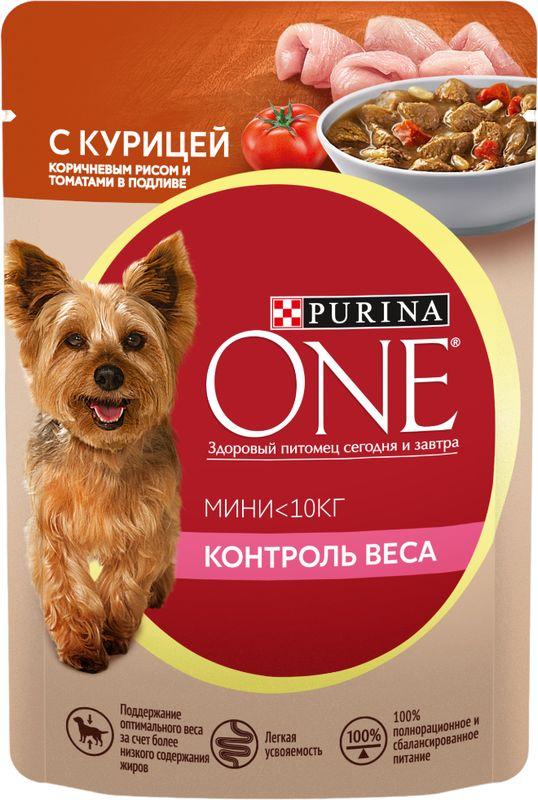 С КУРИЦЕЙ
КОРИЧНЕВЫМ РИСОМ И
ТОМАТАМИ В ПОДЛИВЕ
PURINA
ONE®
Здоровый питомец сегодня и завтра
МИНИ<10КГ
КОНТРОЛЬ ВЕСА
Поддержание
оптимального веса
за счет более
низкого содержания
жиров
Легкая
усвояемость
100%
100%
полнорационное и
сбалансированное
питание